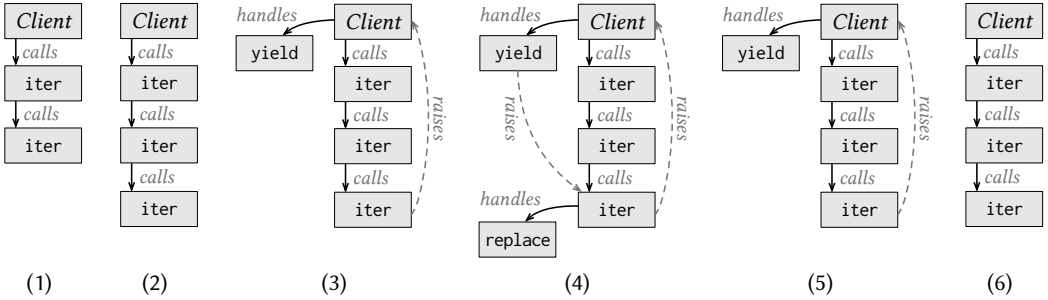 Client
calls
iter
calls
iter
(1)
Client
calls
iter
calls
iter
calls
iter
(2)
handles
yield
Client
calls
iter
calls
iter
calls
iter
raises
(3)
handles
yield
Client
calls
iter
calls
iter
calls
iter
raises
raises
handles
replace
(4)
handles
yield
Client
calls
iter
calls
iter
calls
iter
raises
(5)
Client
calls
iter
calls
iter
calls
iter
(6)